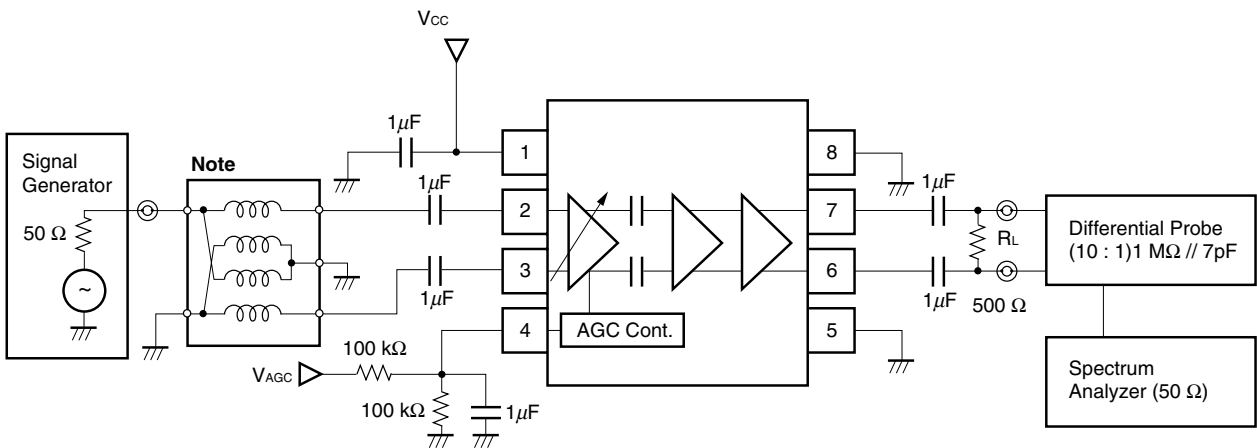 VCC
1μF
Signal
Generator
50 Ω
~
Note
1μF
1μF
1
2
3
4
8
7
6
5
AGC Cont.
VAGC
100 kΩ
100 kΩ
1μF
1μF
1μF
RL
500 Ω
Differential Probe
(10 : 1)1 MΩ // 7pF
Spectrum
Analyzer (50 Ω)